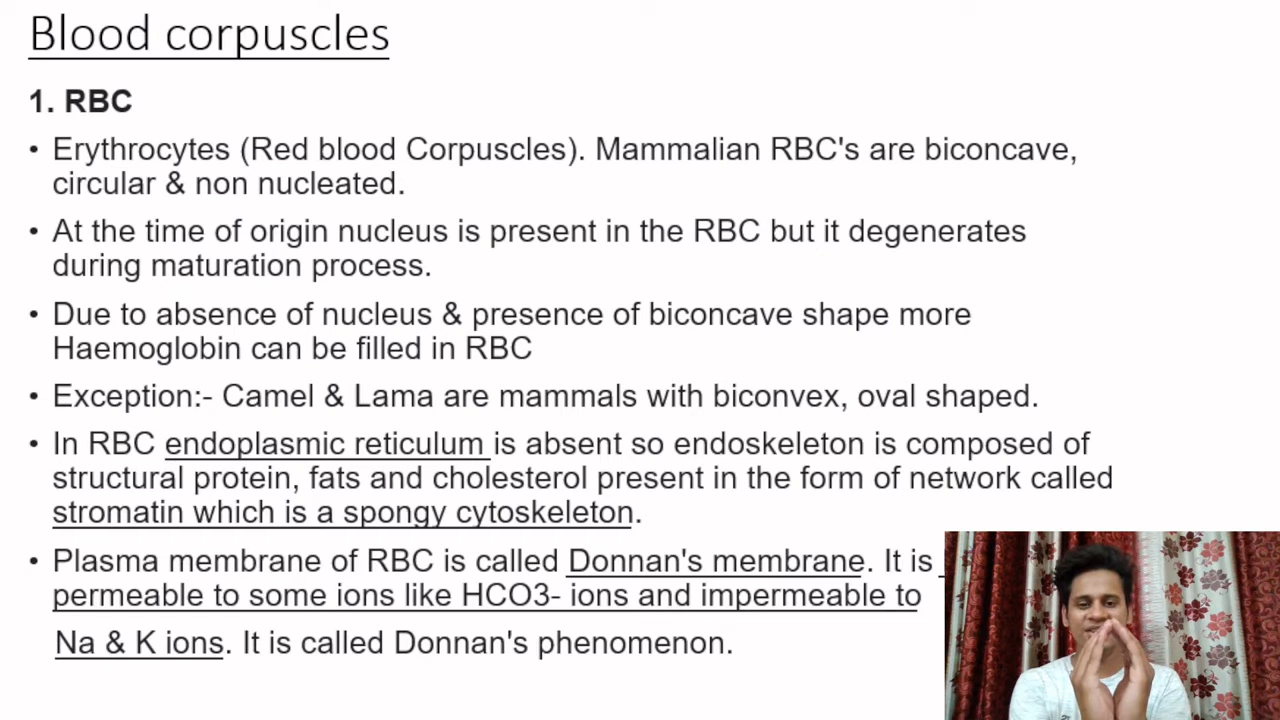 Blood corpuscles
1. RBC
• Erythrocytes (Red blood Corpuscles). Mammalian RBC's are biconcave,
circular & non nucleated.
• At the time of origin nucleus is present in the RBC but it degenerates
during maturation process.
• Due to absence of nucleus & presence of biconcave shape more
Haemoglobin can be filled in RBC
• Exception:- Camel & Lama are mammals with biconvex, oval shaped.
• In RBC endoplasmic reticulum is absent so endoskeleton is composed of
structural protein, fats and cholesterol present in the form of network called
stromatin which is a spongy cytoskeleton.
• Plasma membrane of RBC is called Donnan's membrane. It is
permeable to some ions like HCO3- ions and impermeable to
Na & K ions. It is called Donnan's phenomenon.